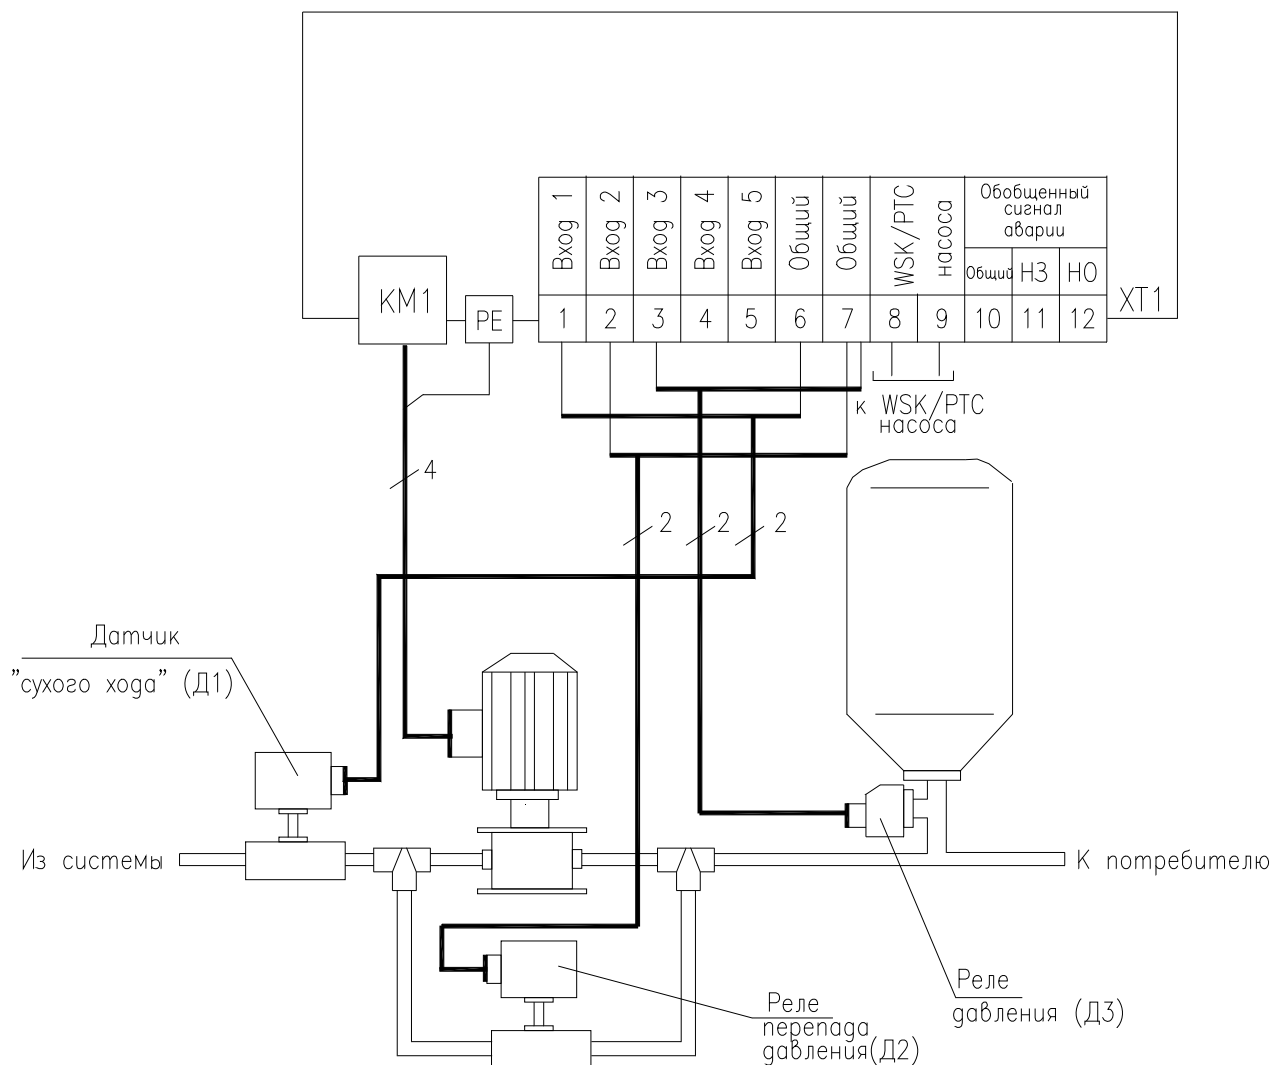 Вход 1
Вход 2
Вход 3
Вход 4
Вход 5
Общий
Общий
WSK/PTC
насоса
Обобщенный
сигнал
аварии
Общий
НЗ
НО
KM1
PE
1
2
3
4
5
6
7
8
9
10
11
12
XT1
к WSK/PTC
насоса
4
2
2
2
Датчик
"сухого хода" (Д1)
Из системы
К потребителю
Реле
давления (Д3)
Реле
перепада
давления(Д2)